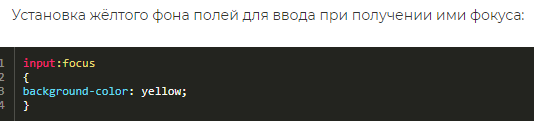 Установка жёлтого фона полей для ввода при получении ими фокуса:
1 input:focus
2 {
3 background-color: yellow;
4 }